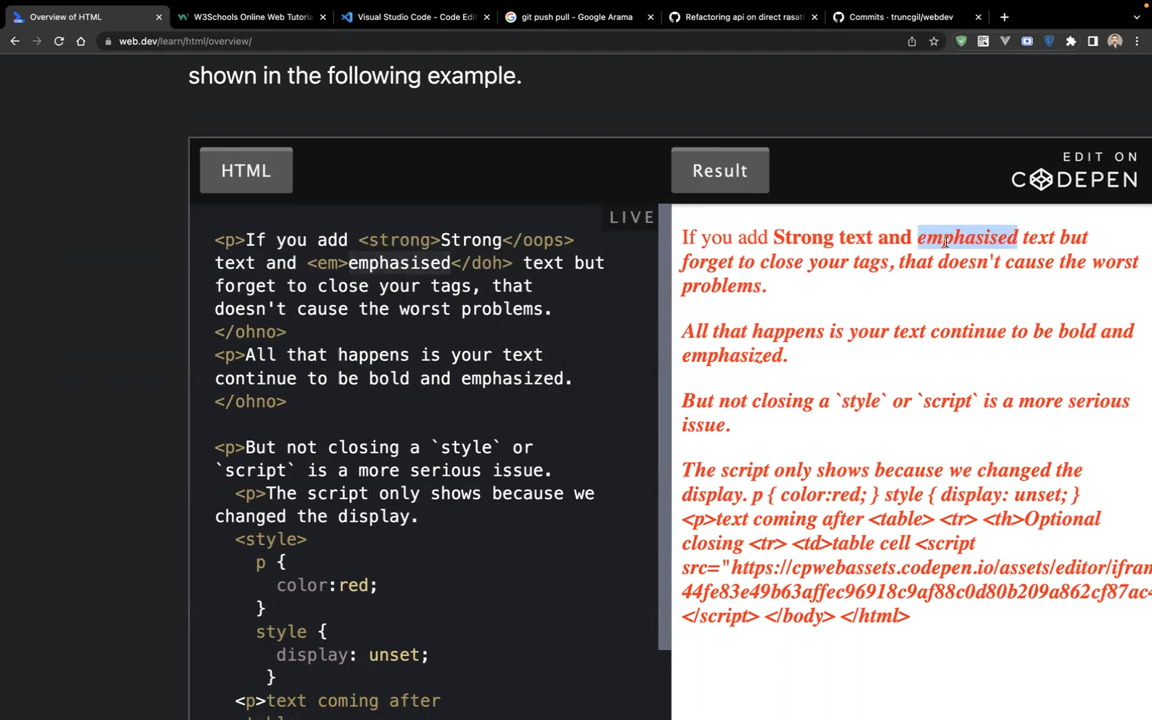 Overview of HTML
W3Schools Online Web Tutoria
Visual Studio Code - Code Edi
git push pull - Google Arama
Refactoring api on direct rasat
Commits · truncgil/webdev
web.dev/learn/html/overview/
shown in the following example.
HTML
Result
EDIT ON
CODEPEN
LIVE
<p>If you add <strong>Strong</oops>
text and <em>emphasised</doh> text but
forget to close your tags, that
doesn't cause the worst problems.
</ohno>
<p>All that happens is your text
continue to be bold and emphasized.
</ohno>
<p>But not closing a `style` or
`script` is a more serious issue.
<p>The script only shows because we
changed the display.
<style>
p {
color:red;
}
style {
display: unset;
}
<p>text coming after
If you add Strong text and emphasised text but
forget to close your tags, that doesn't cause the worst
problems.
All that happens is your text continue to be bold and
emphasized.
But not closing a `style` or `script` is a more serious
issue.
The script only shows because we changed the
display. p { color:red; } style { display: unset; }
<p>text coming after <table> <tr> <th>Optional
closing <tr> <td>table cell <script
src="https://cpwebassets.codepen.io/assets/editor/ifram
44fe83e49b63affec96918c9af88c0d80b209a862cf87ac4
</script> </body> </html>